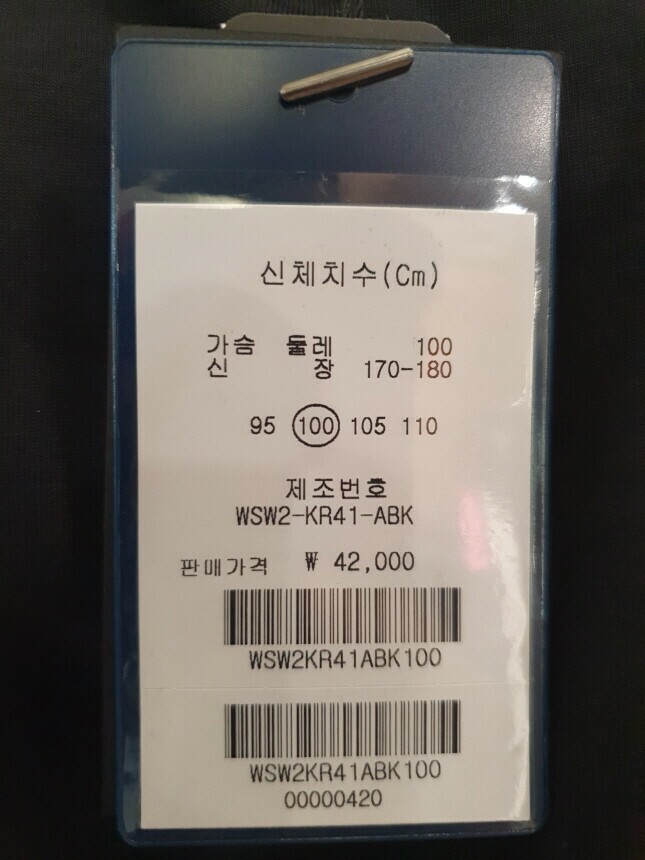 신체치수(Cm)
가슴 둘레 100
신 장 170-180
95 100 105 110
제조번호
WSW2-KR41-ABK
판매가격 ₩ 42,000
WSW2KR41ABK100
WSW2KR41ABK100
00000420